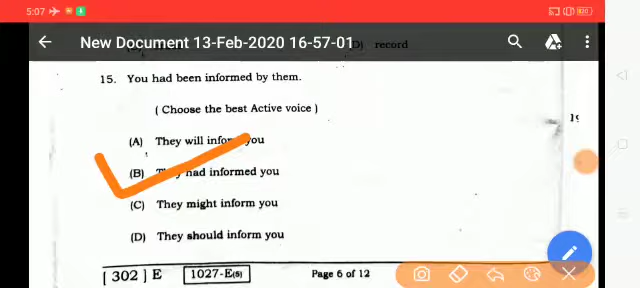 5:07
New Document 13-Feb-2020 16-57-01
D) record
15. You had been informed by them.
( Choose the best Active voice )
(A) They will inform you
(B) They had informed you
(C) They might inform you
(D) They should inform you
[ 302 ] E 1027-E(S) Page 6 of 12